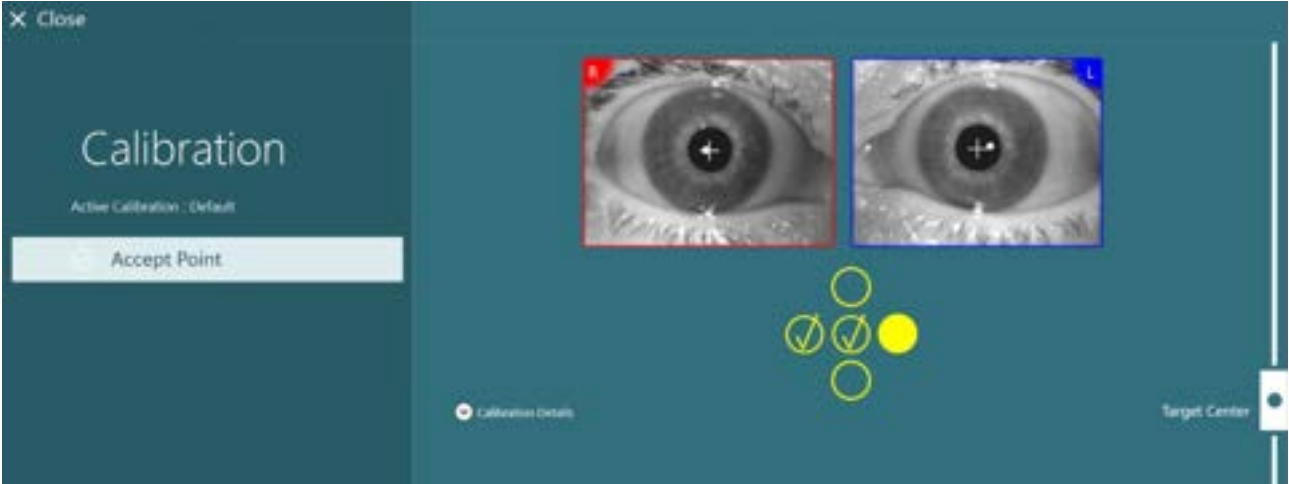 Close
Calibration
Active Calibration : Default
Accept Point
R
L
Calibration Details
Target Center